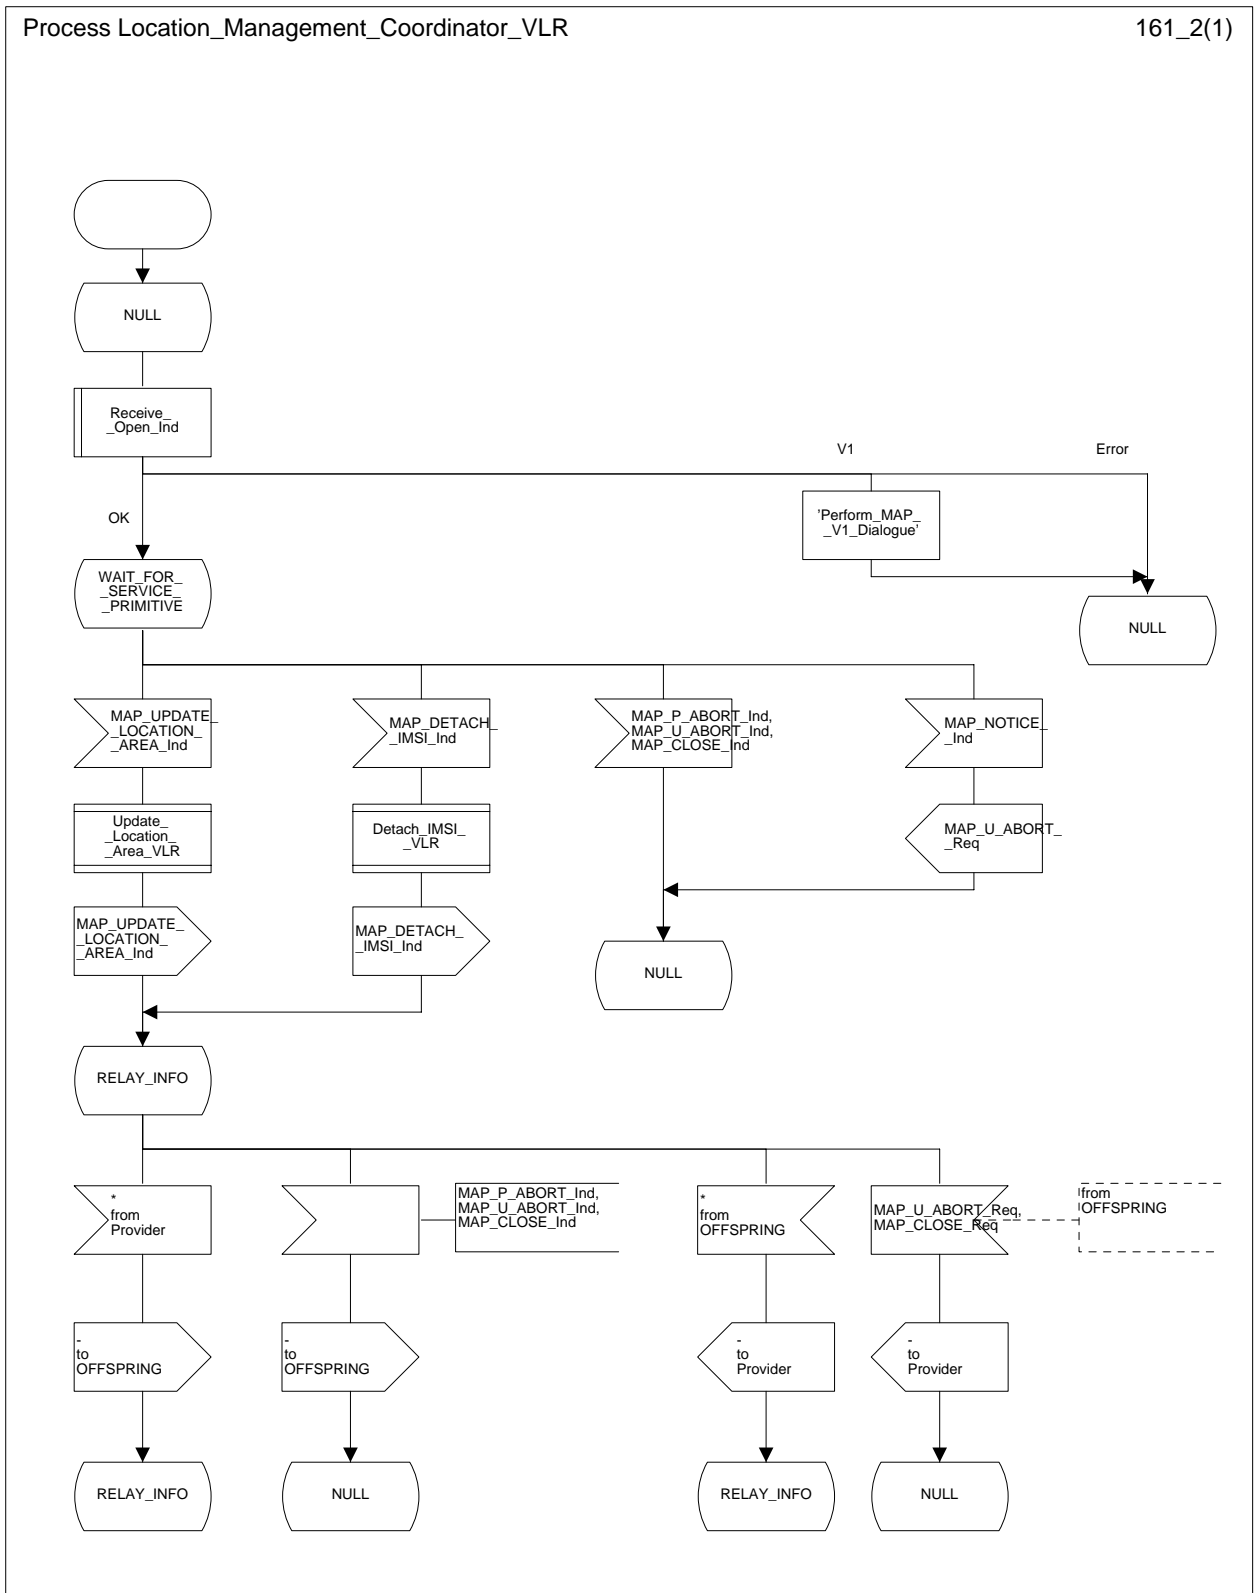 Process Location_Management_Coordinator_VLR
161_2(1)
NULL
Receive_
_Open_Ind
V1
Error
OK
'Perform_MAP_
_V1_Dialogue'
WAIT_FOR_
_SERVICE_
_PRIMITIVE
NULL
MAP_UPDATE_
_LOCATION_
_AREA_Ind
MAP_DETACH_
_IMSI_Ind
MAP_P_ABORT_Ind,
MAP_U_ABORT_Ind,
MAP_CLOSE_Ind
MAP_NOTICE_
_Ind
Update_
_Location_
_Area_VLR
Detach_IMSI_
_VLR
MAP_U_ABORT_
_Req
MAP_UPDATE_
_LOCATION_
_AREA_Ind
MAP_DETACH_
_IMSI_Ind
NULL
RELAY_INFO
*
from
Provider
MAP_P_ABORT_Ind,
MAP_U_ABORT_Ind,
MAP_CLOSE_Ind
*
from
OFFSPRING
MAP_U_ABORT_Req,
MAP_CLOSE_Req
from
OFFSPRING
-
to
OFFSPRING
-
to
OFFSPRING
-
to
Provider
-
to
Provider
RELAY_INFO
NULL
RELAY_INFO
NULL